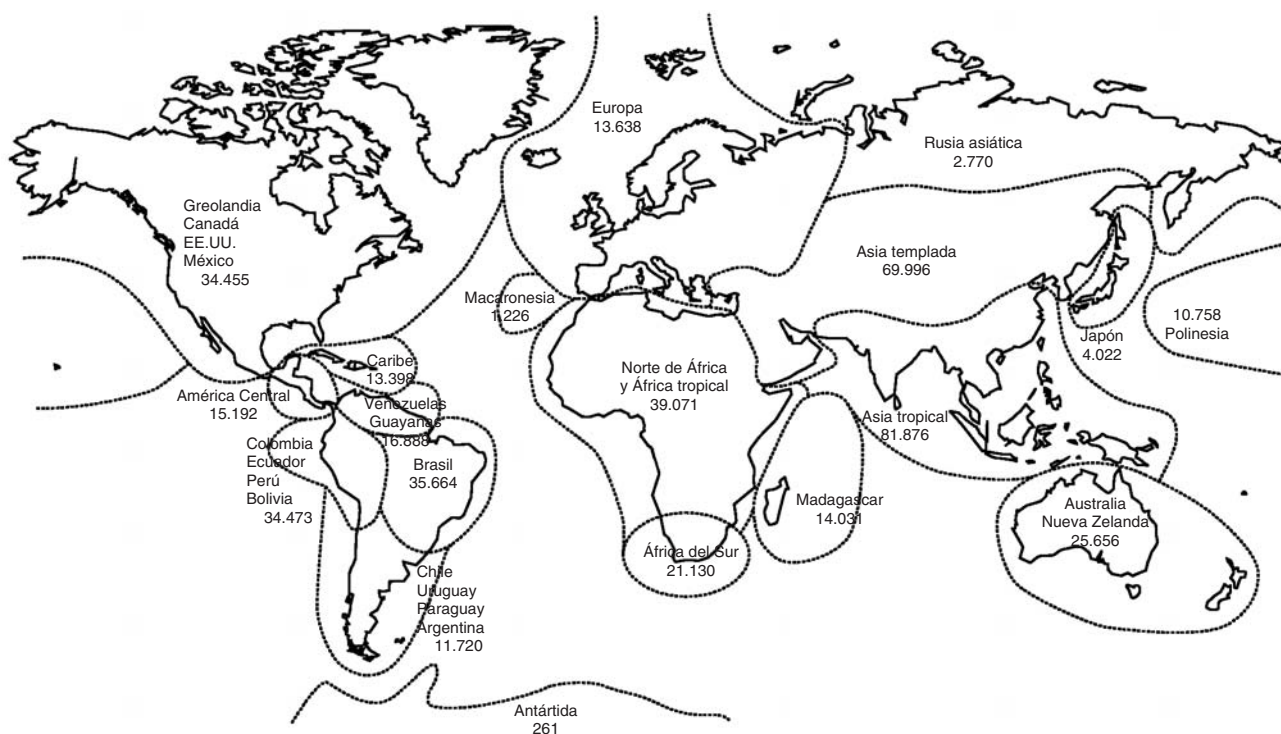 Europa
13.638
Rusia asiática
2.770
Greolandia
Canadá
EE.UU.
México
34.455
Asia templada
69.996
Macaronesia
1.226
10.758
Polinesia
Japón
4.022
Caribe
13.398
Norte de África
y África tropical
39.071
América Central
15.192
Venezuelas
Guayanas
16.888
Asia tropical
81.876
Colombia
Ecuador
Perú
Bolivia
34.473
Brasil
35.664
Madagascar
14.031
Australia
Nueva Zelanda
25.656
África del Sur
21.130
Chile
Uruguay
Paraguay
Argentina
11.720
Antártida
261